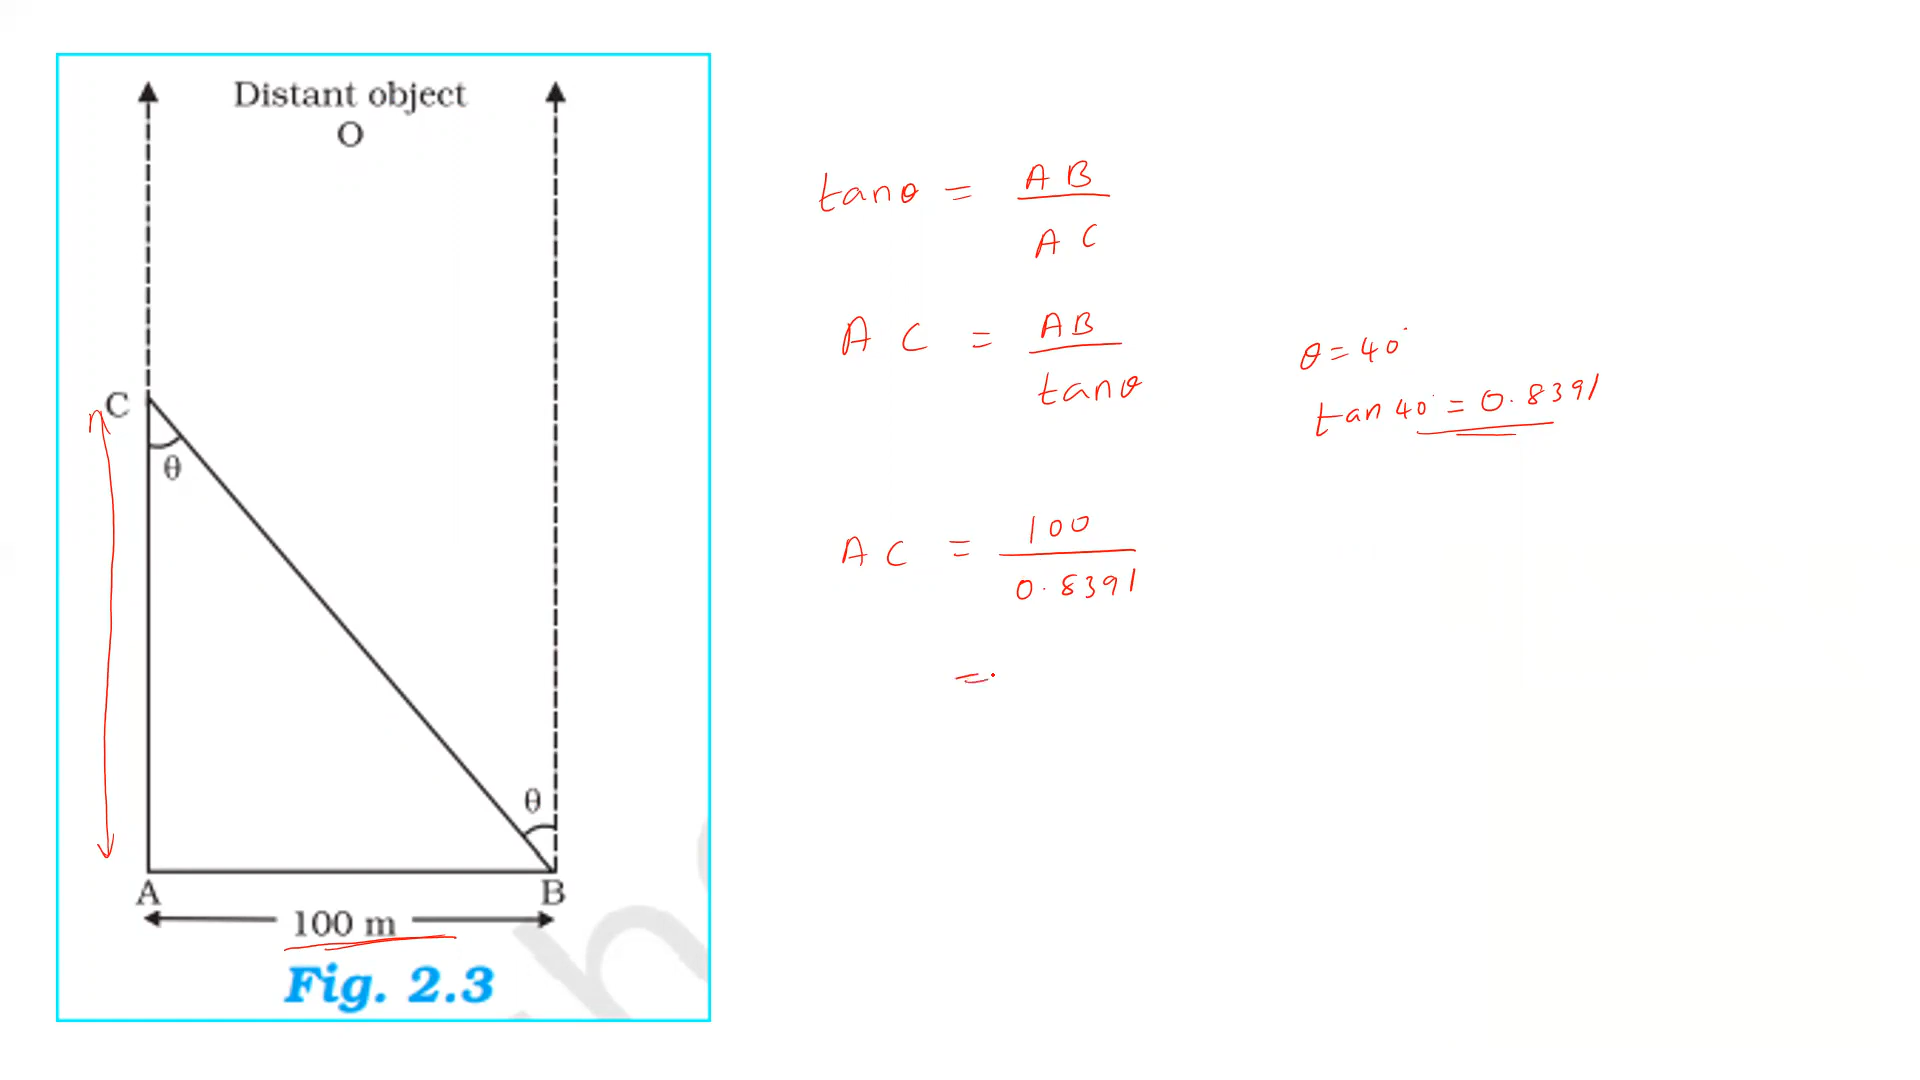 Distant object
O
C
θ
θ
A
B
100 m
Fig. 2.3
tanθ = AB
AC
AC = AB
tanθ
θ = 40°
tan 40° = 0.8391
AC = 100
0.8391
=